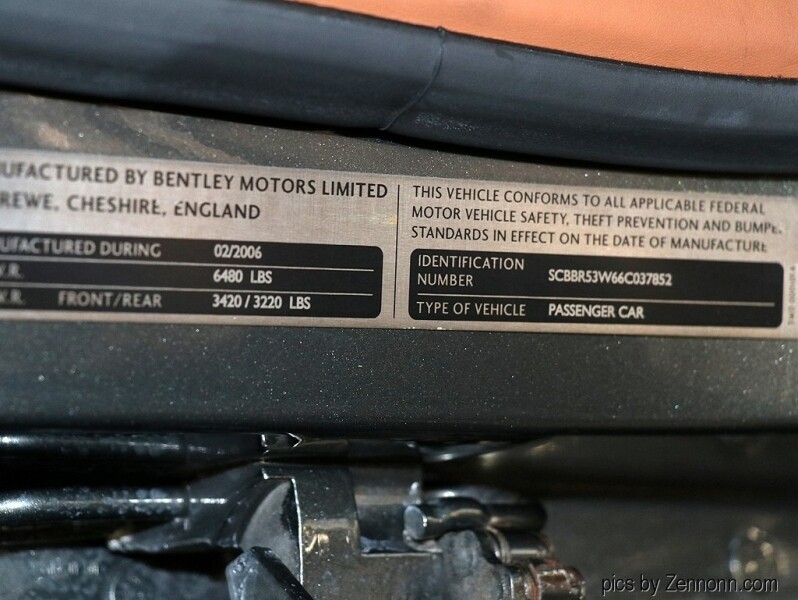 UFACTURED BY BENTLEY MOTORS LIMITED
REWE, CHESHIRE, ENGLAND
UFACTURED DURING 02/2006
W.R. 6480 LBS
W.R. FRONT/REAR 3420 / 3220 LBS
THIS VEHICLE CONFORMS TO ALL APPLICABLE FEDERAL
MOTOR VEHICLE SAFETY, THEFT PREVENTION AND BUMPER
STANDARDS IN EFFECT ON THE DATE OF MANUFACTURE
IDENTIFICATION
NUMBER SCBBR53W66C037852
TYPE OF VEHICLE PASSENGER CAR
pics by Zennonn.com